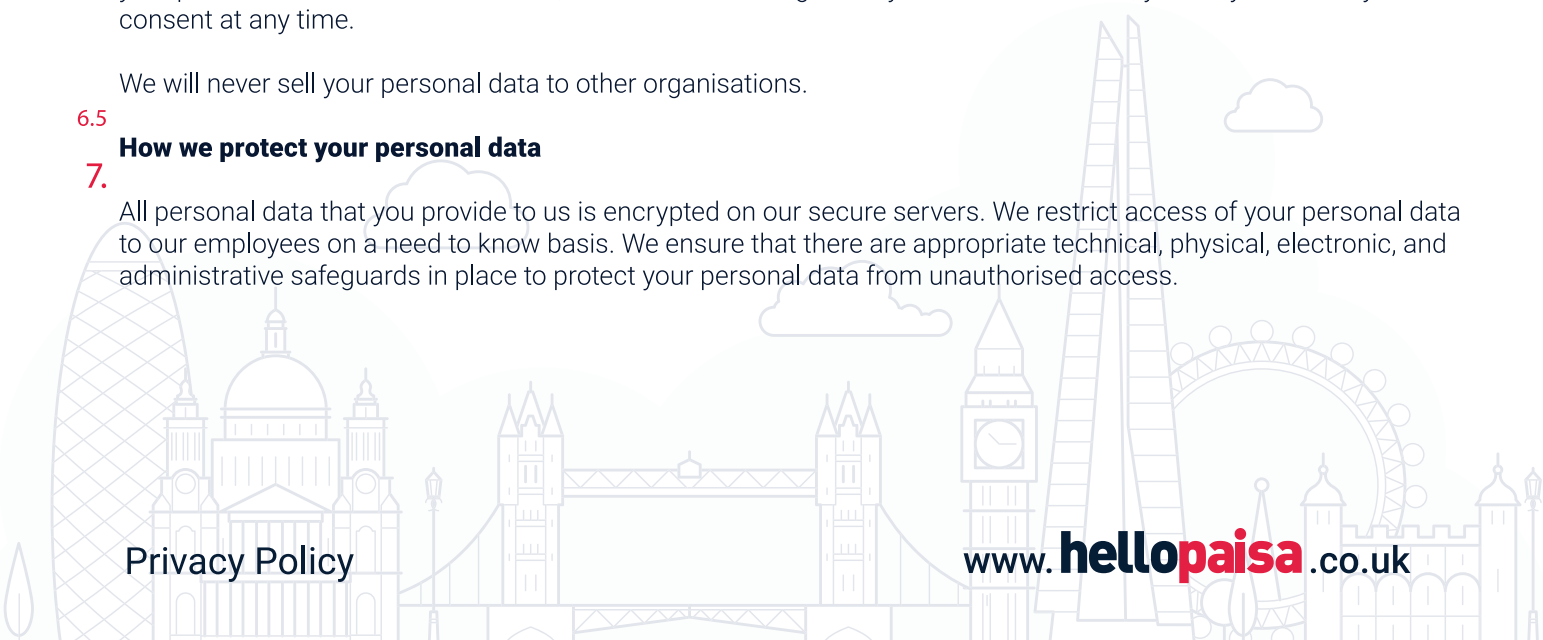 consent at any time.
We will never sell your personal data to other organisations.
6.5
How we protect your personal data
7.
All personal data that you provide to us is encrypted on our secure servers. We restrict access of your personal data
to our employees on a need to know basis. We ensure that there are appropriate technical, physical, electronic, and
administrative safeguards in place to protect your personal data from unauthorised access.
Privacy Policy
www.hellopaisa.co.uk